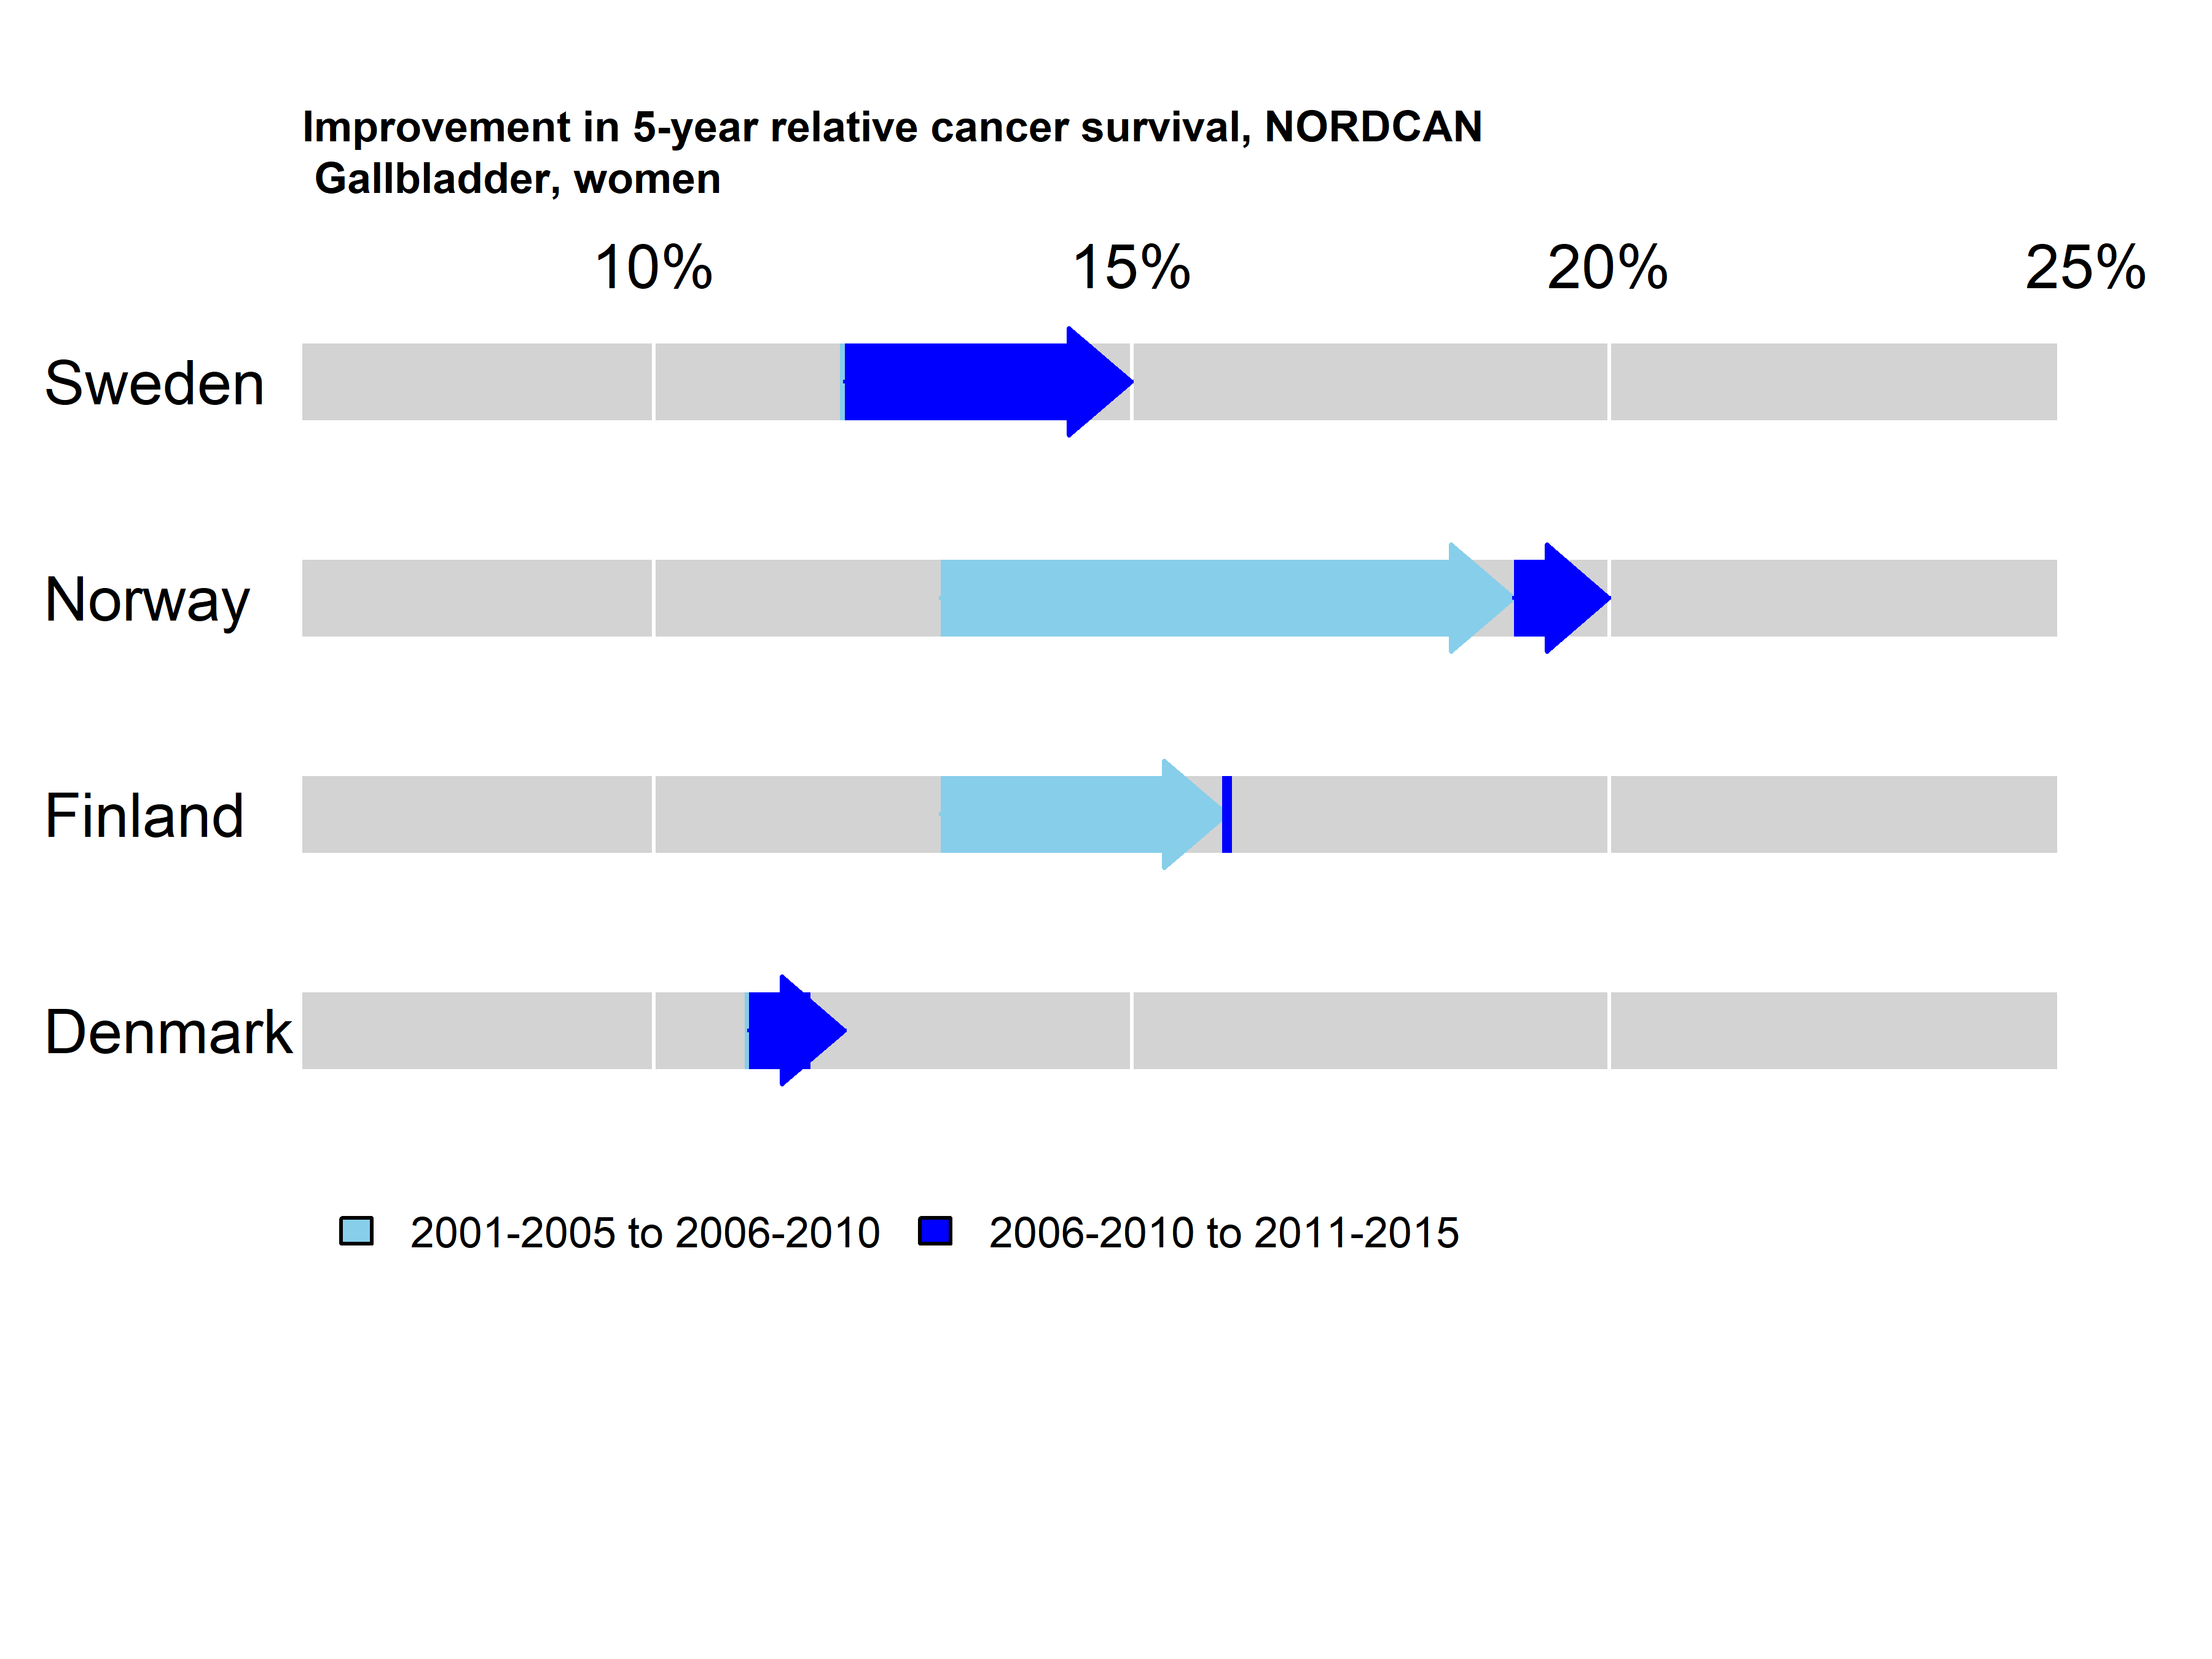 Improvement in 5-year relative cancer survival, NORDCAN
Gallbladder, women
10% 15% 20% 25%
Sweden
Norway
Finland
Denmark
2001-2005 to 2006-2010 2006-2010 to 2011-2015